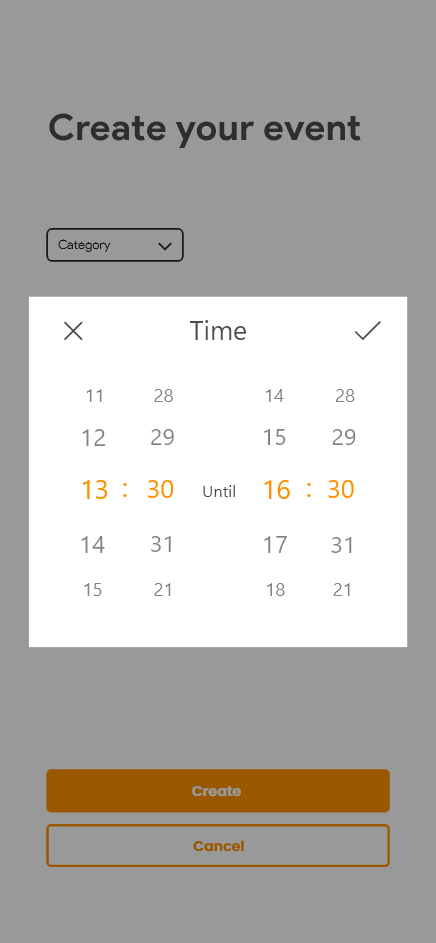 Create your event
Category
Time
11 28 14 28
12 29 15 29
13 : 30 Until 16 : 30
14 31 17 31
15 21 18 21
Create
Cancel